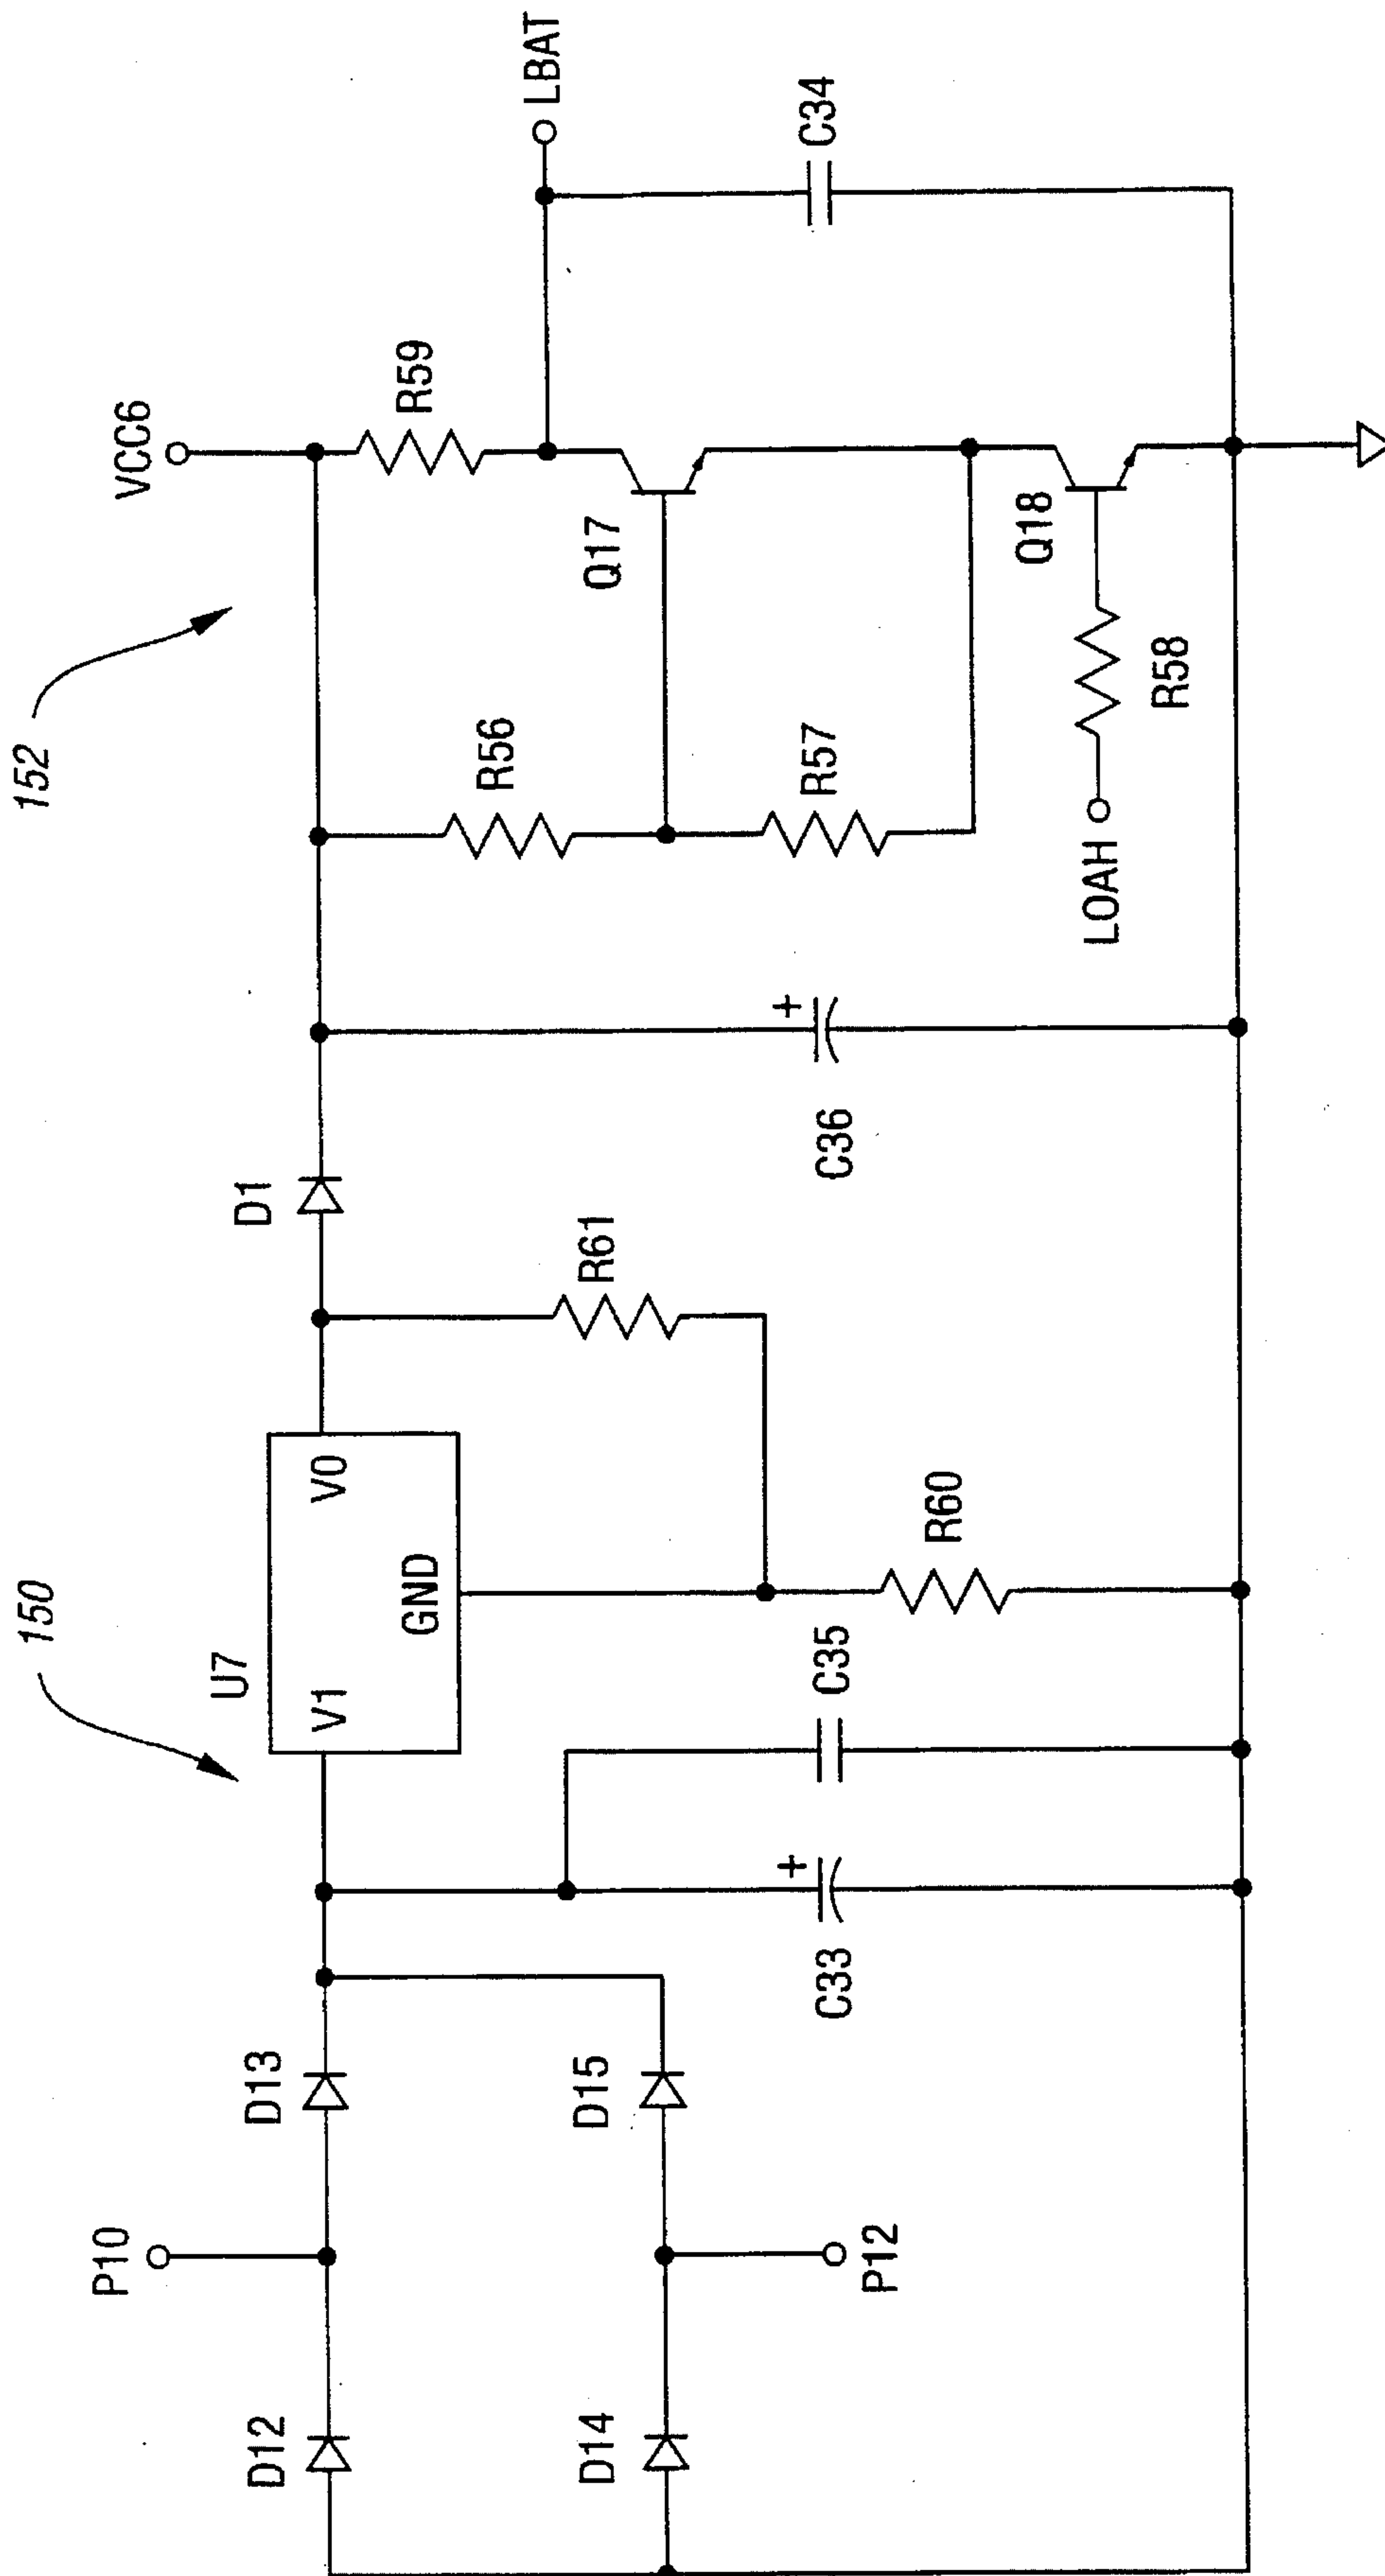 150
152
P10
D12
D13
D14
D15
P12
C33
C35
U7
V1
V0
GND
R60
R61
D1
C36
R56
R57
VCC6
R59
Q17
Q18
R58
LOAH
LBAT
C34